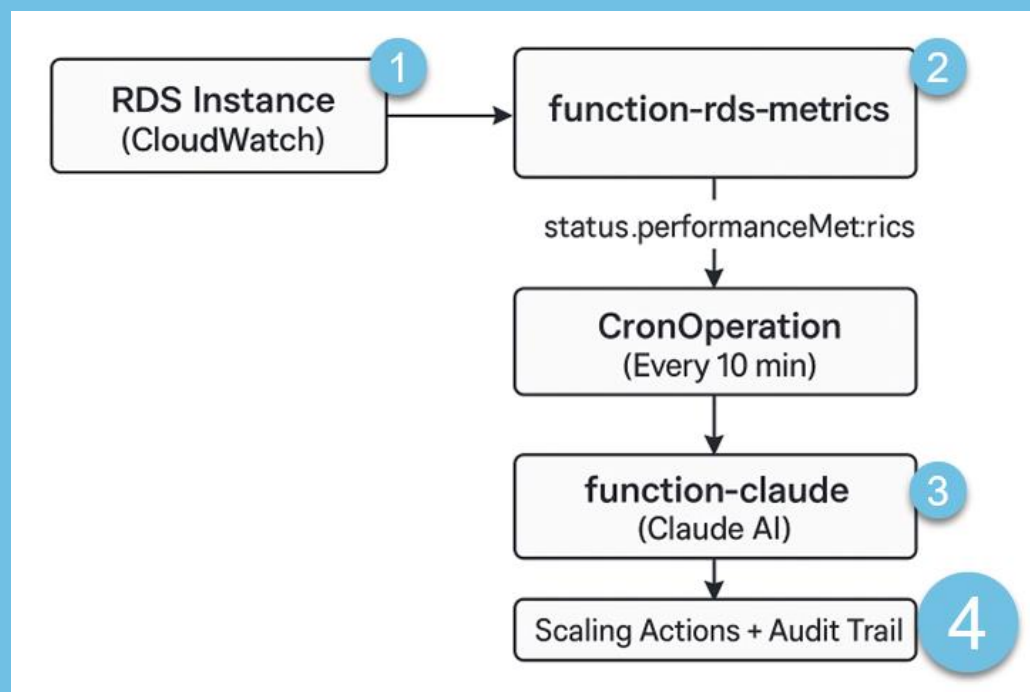 RDS Instance
(CloudWatch)
1
function-rds-metrics
2
status.performanceMet:rics
CronOperation
(Every 10 min)
function-claude
(Claude AI)
3
Scaling Actions + Audit Trail
4